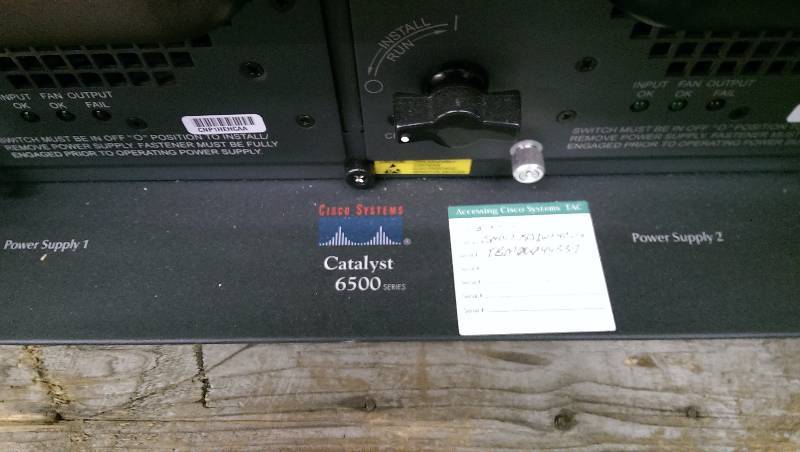 INSTALL
RUN
INPUT FAN OUTPUT
OK OK FAIL
CNP1HEHCAA
SWITCH MUST BE IN OFF "O" POSITION TO INSTALL/
REMOVE POWER SUPPLY. FASTENER MUST BE FULLY
ENGAGED PRIOR TO OPERATING POWER SUPPLY.
INPUT FAN OUTPUT
OK OK FAIL
SWITCH MUST BE IN OFF "O" POSITION
REMOVE POWER SUPPLY. FASTENER MUS
ENGAGED PRIOR TO OPERATING POWER
Power Supply 1
CISCO SYSTEMS
Catalyst
6500 SERIES
Accessing Cisco Systems TAC
Power Supply 2